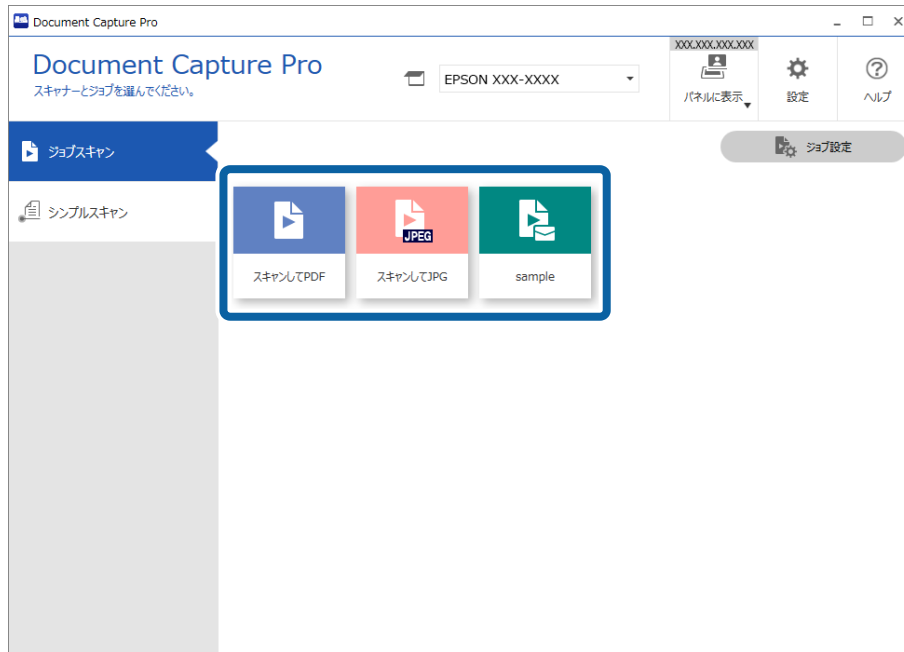 Document Capture Pro
Document Capture Pro
スキャナーとジョブを選んでください。
EPSON XXX-XXXX
XXX.XXX.XXX.XXX
パネルに表示
設定
ヘルプ
ジョブスキャン
ジョブ設定
シンプルスキャン
JPEG
スキャンしてPDF
スキャンしてJPG
sample